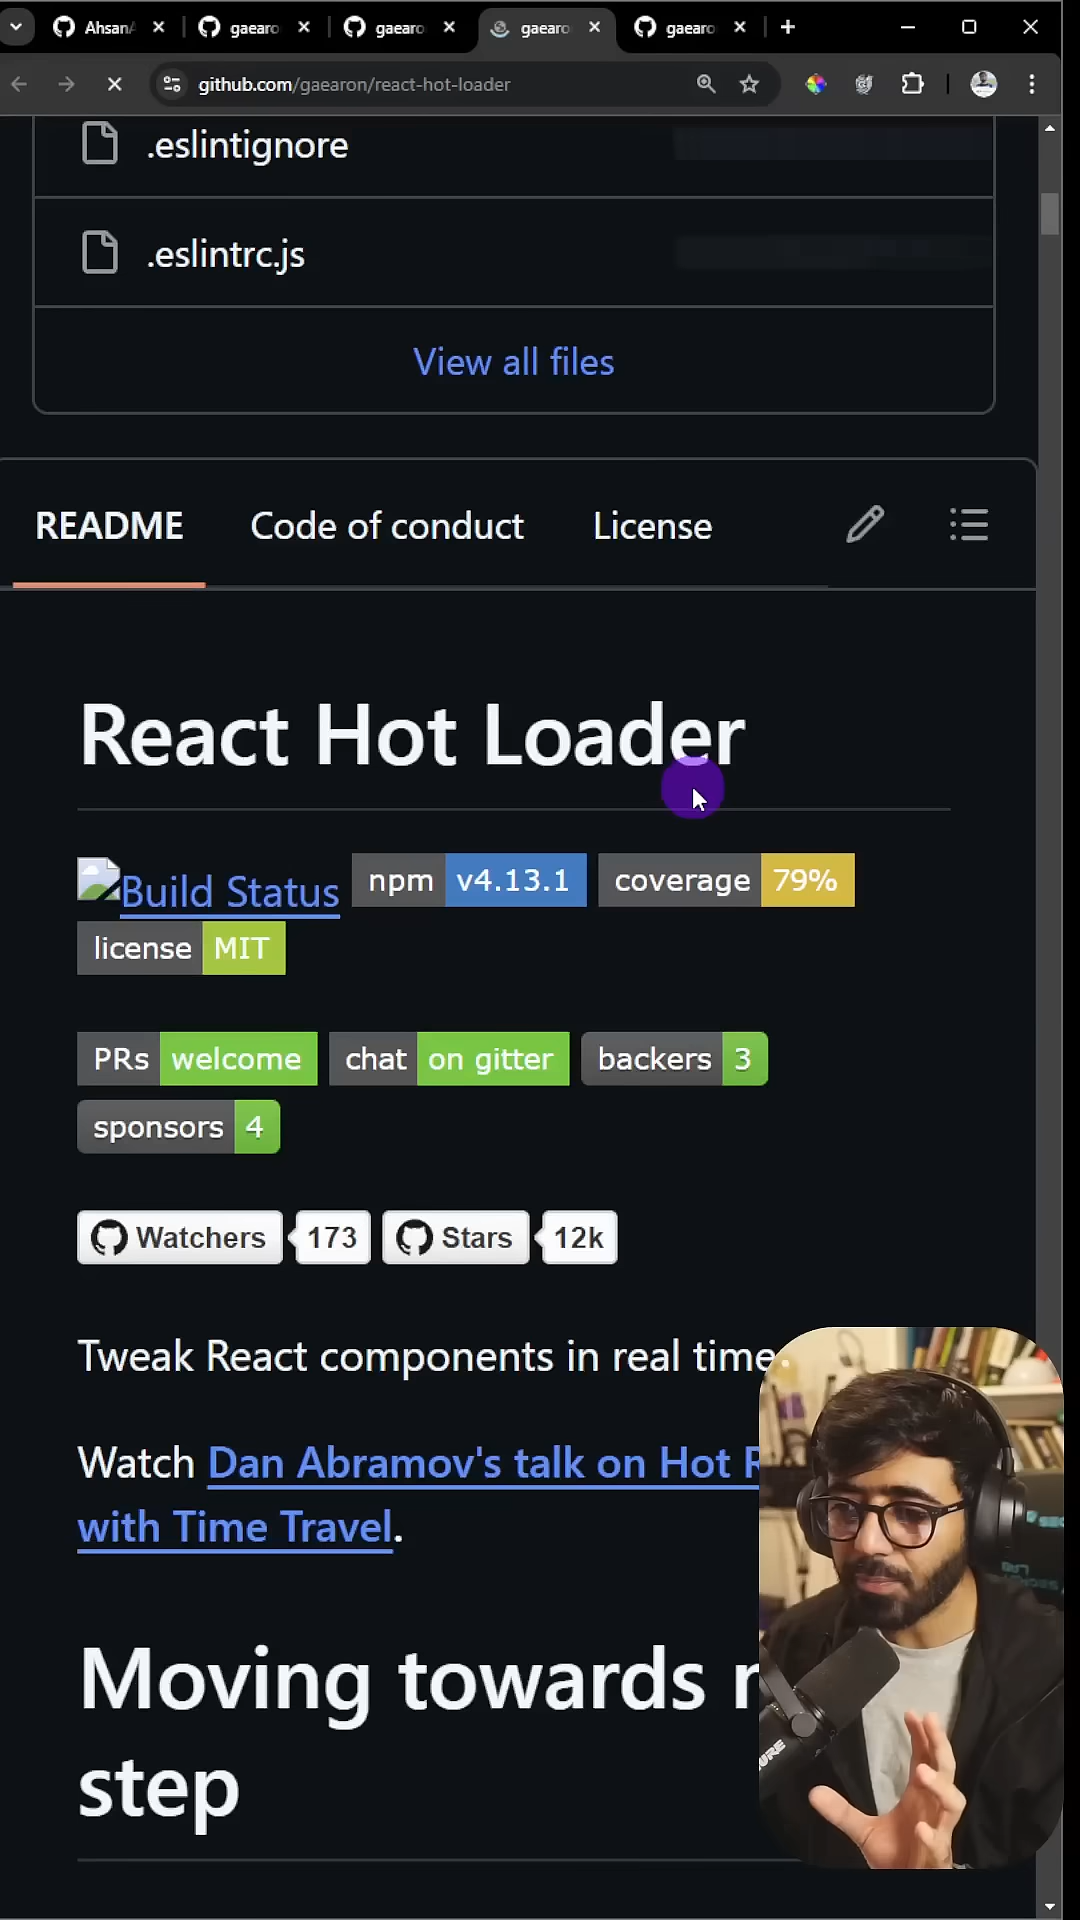 AhsanA
gaearo
gaearo
gaearo
gaearo
github.com/gaearon/react-hot-loader
.eslintignore
.eslintrc.js
View all files
README
Code of conduct
License
React Hot Loader
Build Status
npm v4.13.1
coverage 79%
license MIT
PRs welcome
chat on gitter
backers 3
sponsors 4
Watchers 173
Stars 12k
Tweak React components in real time.
Watch Dan Abramov's talk on Hot R
with Time Travel.
Moving towards
step